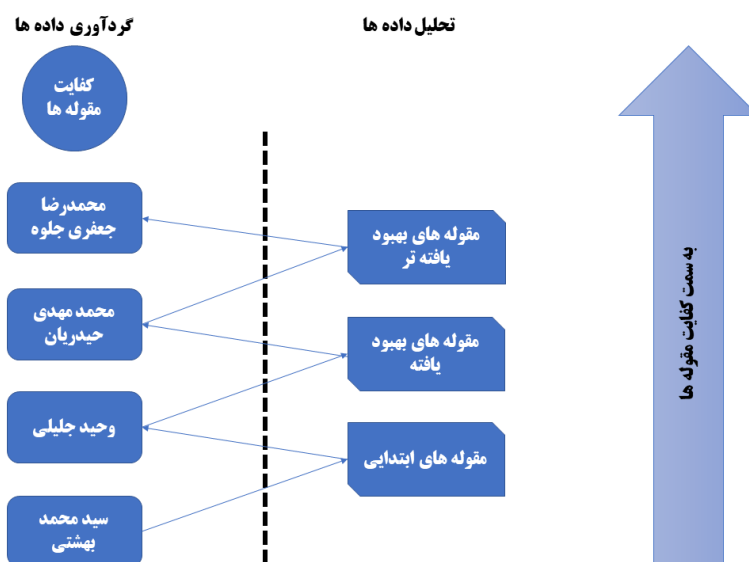 گردآوری داده ها
تحلیل داده ها
کفایت
مقوله ها
محمدرضا
جعفری جلوه
مقوله های بهبود
یافته تر
محمد مهدی
حیدریان
مقوله های بهبود
یافته
وحید جلیلی
مقوله های ابتدایی
سید محمد
بهشتی
به سمت کفایت مقوله ها